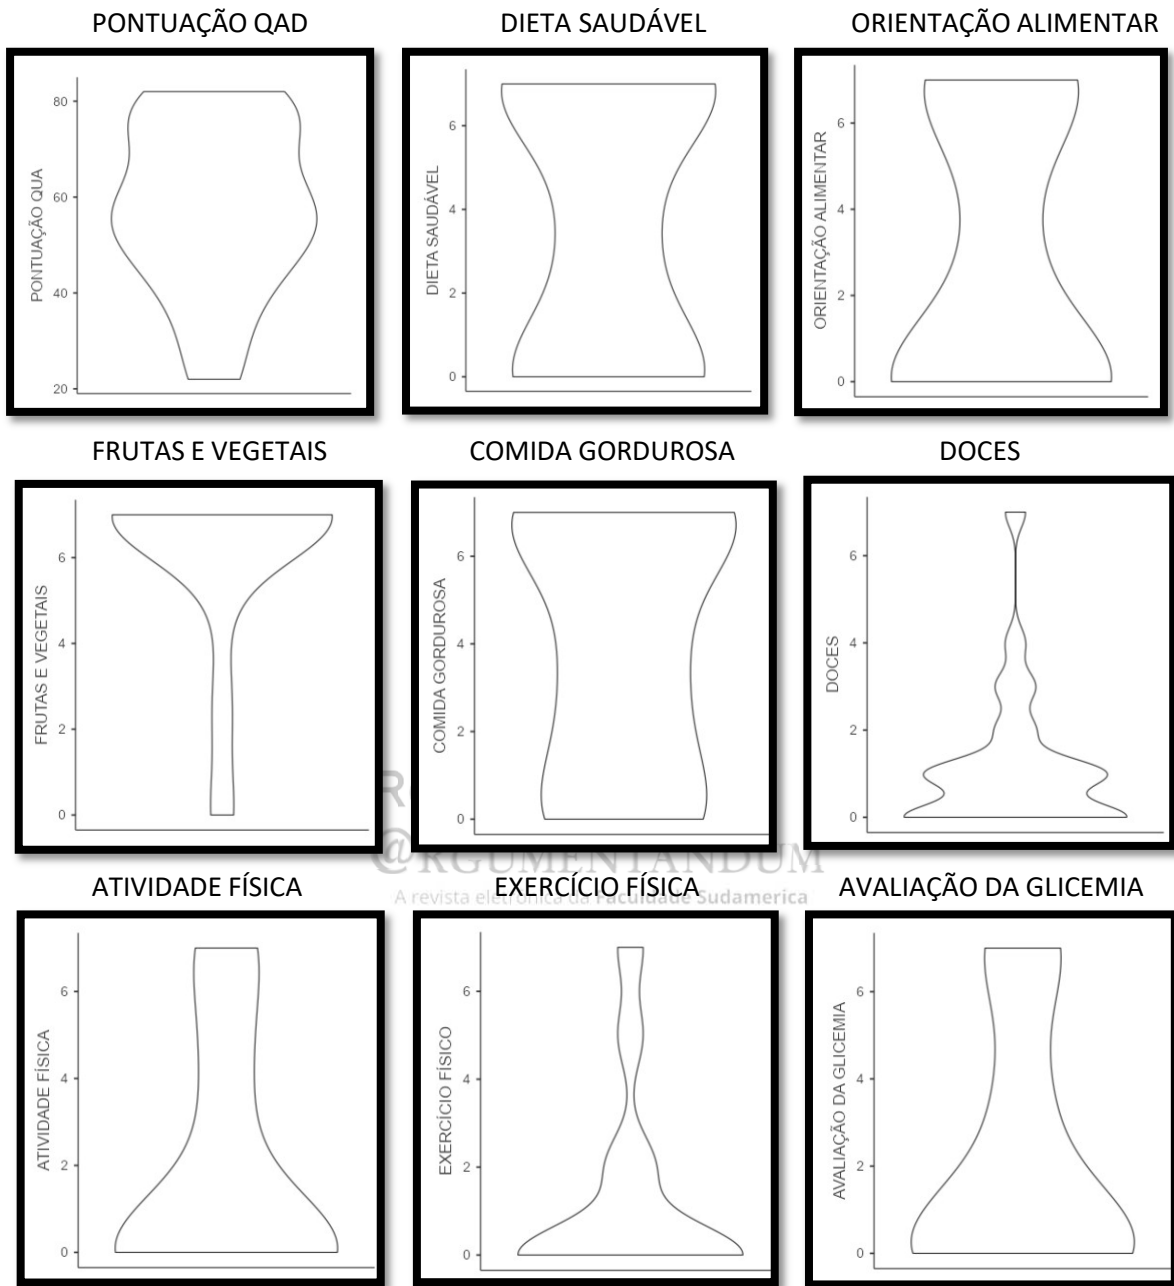 PONTUAÇÃO QAD
DIETA SAUDÁVEL
ORIENTAÇÃO ALIMENTAR
PONTUAÇÃO QUA
80
60
40
20
DIETA SAUDÁVEL
6
4
2
0
ORIENTAÇÃO ALIMENTAR
6
4
2
0
FRUTAS E VEGETAIS
COMIDA GORDUROSA
DOCES
FRUTAS E VEGETAIS
6
4
2
0
COMIDA GORDUROSA
6
4
2
0
DOCES
6
4
2
0
@RGUMENTANDUM
A revista eletrônica da Faculdade Sudamerica
ATIVIDADE FÍSICA
EXERCÍCIO FÍSICA
AVALIAÇÃO DA GLICEMIA
ATIVIDADE FÍSICA
6
4
2
0
EXERCÍCIO FÍSICO
6
4
2
0
AVALIAÇÃO DA GLICEMIA
6
4
2
0